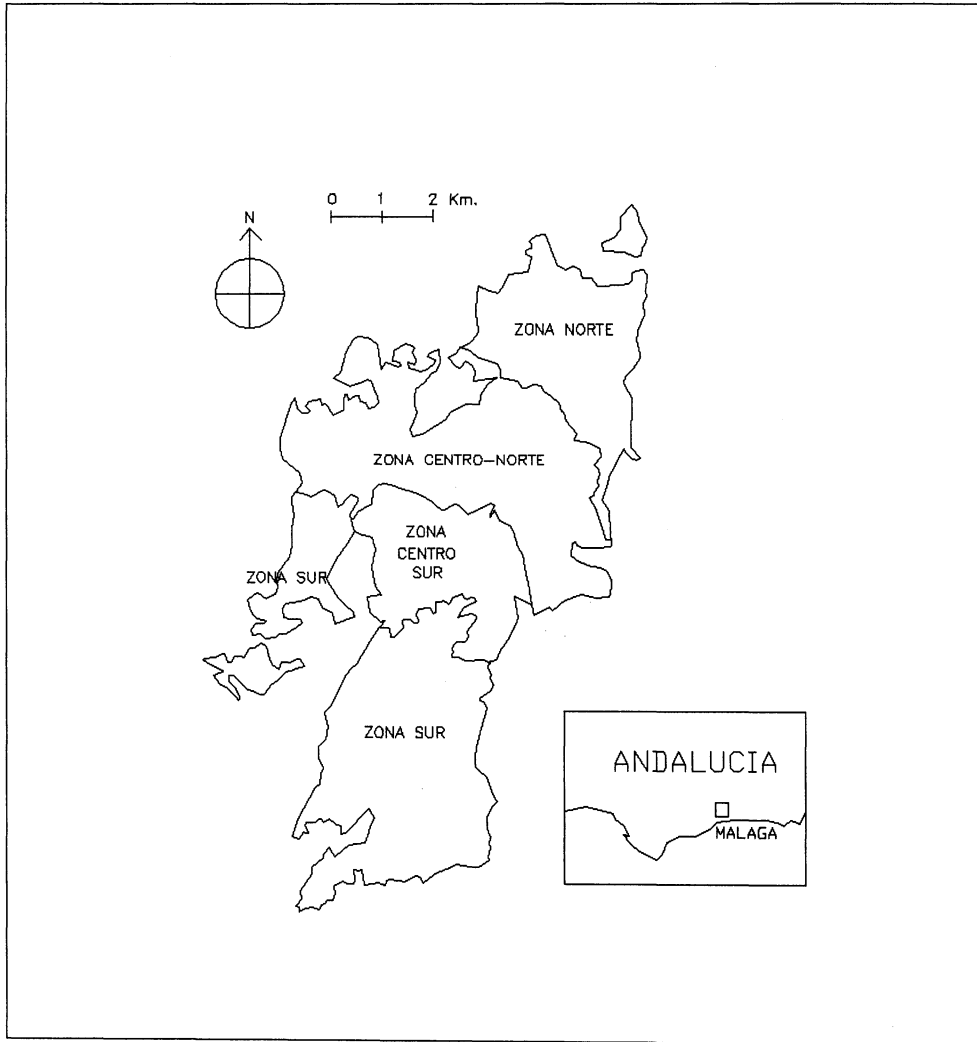 0 1 2 Km.
N
ZONA NORTE
ZONA CENTRO-NORTE
ZONA
CENTRO
SUR
ZONA SUR
ZONA SUR
ANDALUCIA
MALAGA